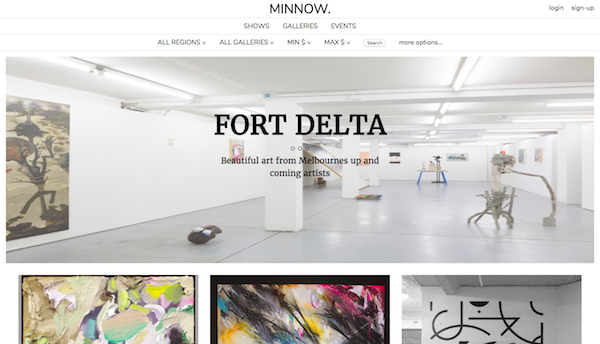 MINNOW.
login sign-up
SHOWS GALLERIES EVENTS
ALL REGIONS v ALL GALLERIES v MIN $ v MAX $ v Search more options...
FORT DELTA
Beautiful art from Melbournes up and
coming artists